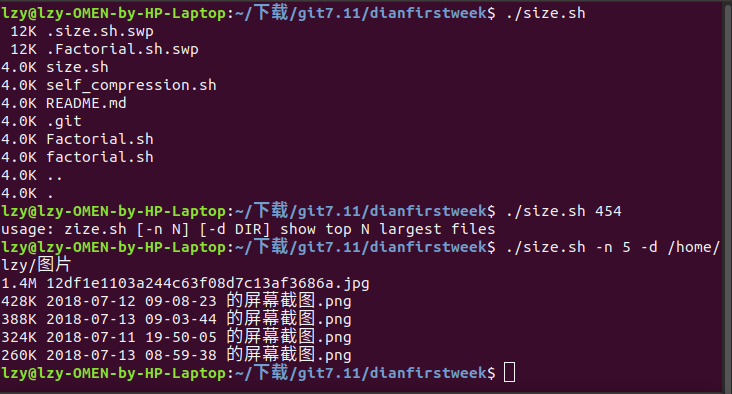 lzy@lzy-OMEN-by-HP-Laptop:~/下载/git7.11/dianfirstweek$ ./size.sh
12K .size.sh.swp
12K .Factorial.sh.swp
4.0K size.sh
4.0K self_compression.sh
4.0K README.md
4.0K .git
4.0K Factorial.sh
4.0K factorial.sh
4.0K ..
4.0K .
lzy@lzy-OMEN-by-HP-Laptop:~/下载/git7.11/dianfirstweek$ ./size.sh 454
usage: zize.sh [-n N] [-d DIR] show top N largest files
lzy@lzy-OMEN-by-HP-Laptop:~/下载/git7.11/dianfirstweek$ ./size.sh -n 5 -d /home/
lzy/图片
1.4M 12df1e1103a244c63f08d7c13af3686a.jpg
428K 2018-07-12 09-08-23 的屏幕截图.png
388K 2018-07-13 09-03-44 的屏幕截图.png
324K 2018-07-11 19-50-05 的屏幕截图.png
260K 2018-07-13 08-59-38 的屏幕截图.png
lzy@lzy-OMEN-by-HP-Laptop:~/下载/git7.11/dianfirstweek$